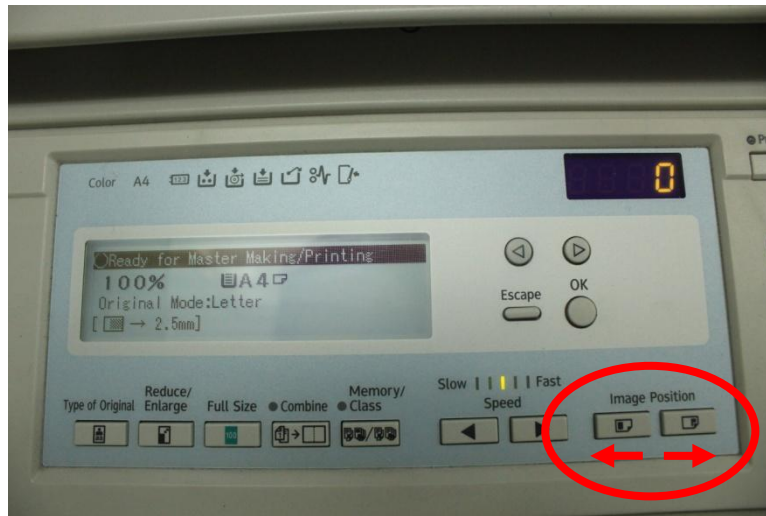 Color A4
0
Ready for Master Making/Printing
100% A4
Original Mode:Letter
[ → 2.5mm]
Escape OK
Type of Original
Reduce/
Enlarge
Full Size
Combine
Memory/
Class
Slow Fast
Speed
Image Position
100